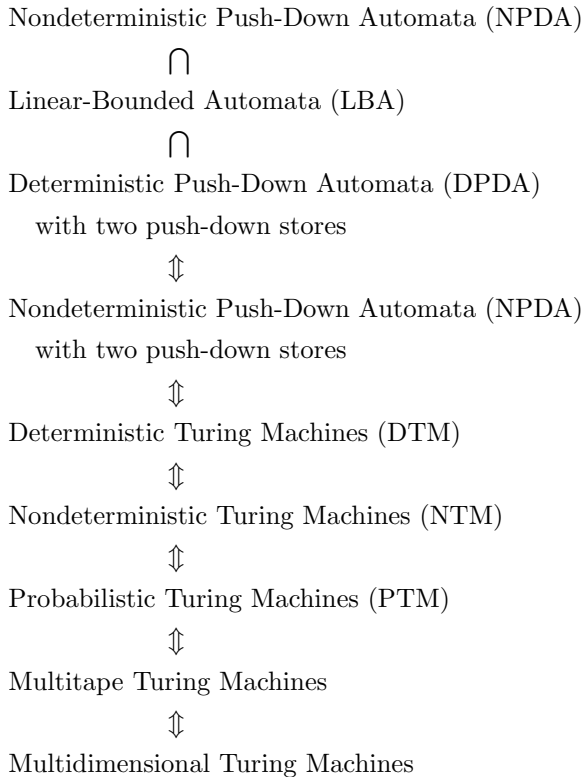 Nondeterministic Push-Down Automata (NPDA)
⋂
Linear-Bounded Automata (LBA)
⋂
Deterministic Push-Down Automata (DPDA)
with two push-down stores
⇕
Nondeterministic Push-Down Automata (NPDA)
with two push-down stores
⇕
Deterministic Turing Machines (DTM)
⇕
Nondeterministic Turing Machines (NTM)
⇕
Probabilistic Turing Machines (PTM)
⇕
Multitape Turing Machines
⇕
Multidimensional Turing Machines